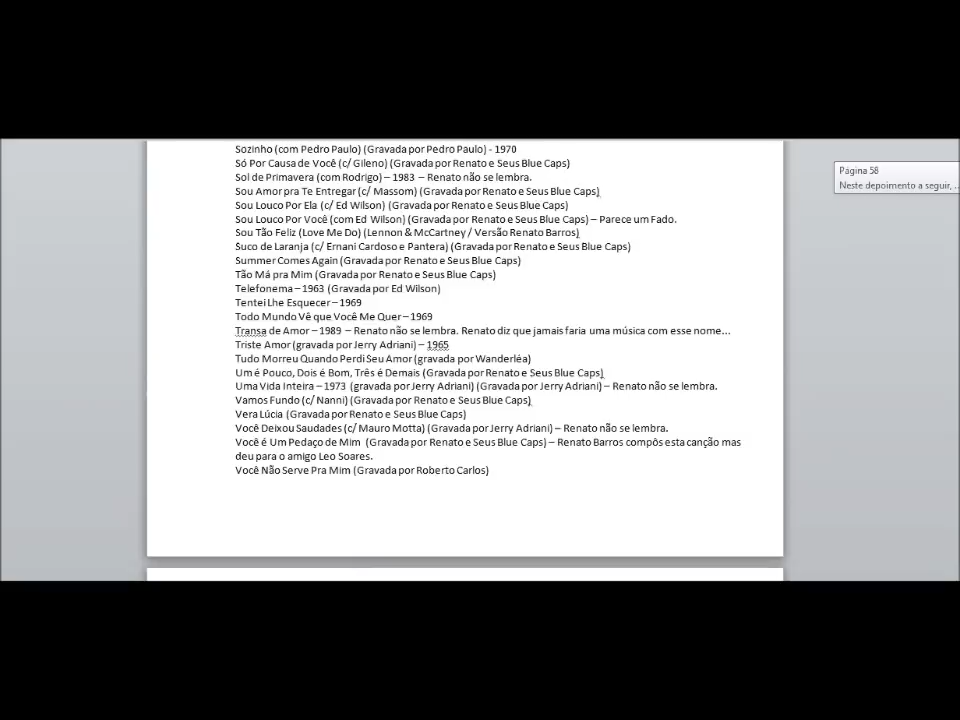 Sozinho (com Pedro Paulo) (Gravada por Pedro Paulo) - 1970
Só Por Causa de Você (c/ Gileno) (Gravada por Renato e Seus Blue Caps)
Sol de Primavera (com Rodrigo) – 1983 – Renato não se lembra.
Sou Amor pra Te Entregar (c/ Massom) (Gravada por Renato e Seus Blue Caps)
Sou Louco Por Ela (c/ Ed Wilson) (Gravada por Renato e Seus Blue Caps)
Sou Louco Por Você (com Ed Wilson) (Gravada por Renato e Seus Blue Caps) – Parece um Fado.
Sou Tão Feliz (Love Me Do) (Lennon & McCartney / Versão Renato Barros)
Suco de Laranja (c/ Ernani Cardoso e Pantera) (Gravada por Renato e Seus Blue Caps)
Summer Comes Again (Gravada por Renato e Seus Blue Caps)
Tão Má pra Mim (Gravada por Renato e Seus Blue Caps)
Telefonema – 1963 (Gravada por Ed Wilson)
Tentei Lhe Esquecer – 1969
Todo Mundo Vê que Você Me Quer – 1969
Transa de Amor – 1989 – Renato não se lembra. Renato diz que jamais faria uma música com esse nome...
Triste Amor (gravada por Jerry Adriani) – 1965
Tudo Morreu Quando Perdi Seu Amor (gravada por Wanderléa)
Um é Pouco, Dois é Bom, Três é Demais (Gravada por Renato e Seus Blue Caps)
Uma Vida Inteira – 1973 (gravada por Jerry Adriani) (Gravada por Jerry Adriani) – Renato não se lembra.
Vamos Fundo (c/ Nanni) (Gravada por Renato e Seus Blue Caps)
Vera Lúcia (Gravada por Renato e Seus Blue Caps)
Você Deixou Saudades (c/ Mauro Motta) (Gravada por Jerry Adriani) – Renato não se lembra.
Você é Um Pedaço de Mim (Gravada por Renato e Seus Blue Caps) – Renato Barros compôs esta canção mas
deu para o amigo Leo Soares.
Você Não Serve Pra Mim (Gravada por Roberto Carlos)
Página 58
Neste depoimento a seguir, ...